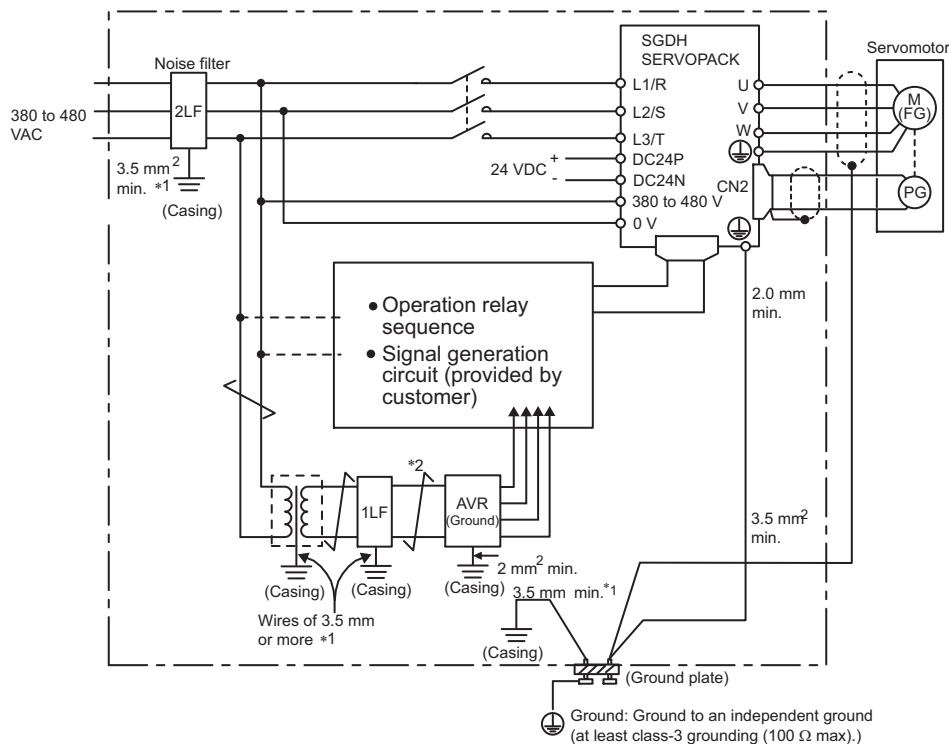 SGDH
SERVOPACK
Servomotor
Noise filter
2LF
380 to 480
VAC
3.5 mm²
min. *1
(Casing)
L1/R
L2/S
L3/T
24 VDC
+
-
DC24P
DC24N
380 to 480 V
0 V
U
V
W
CN2
M
(FG)
PG
2.0 mm
min.
• Operation relay
sequence
• Signal generation
circuit (provided by
customer)
*2
1LF
AVR
(Ground)
(Casing)
(Casing)
(Casing)
2 mm² min.
3.5 mm²
min.
3.5 mm min.*1
Wires of 3.5 mm
or more *1
(Casing)
(Ground plate)
Ground: Ground to an independent ground
(at least class-3 grounding (100 Ω max).)